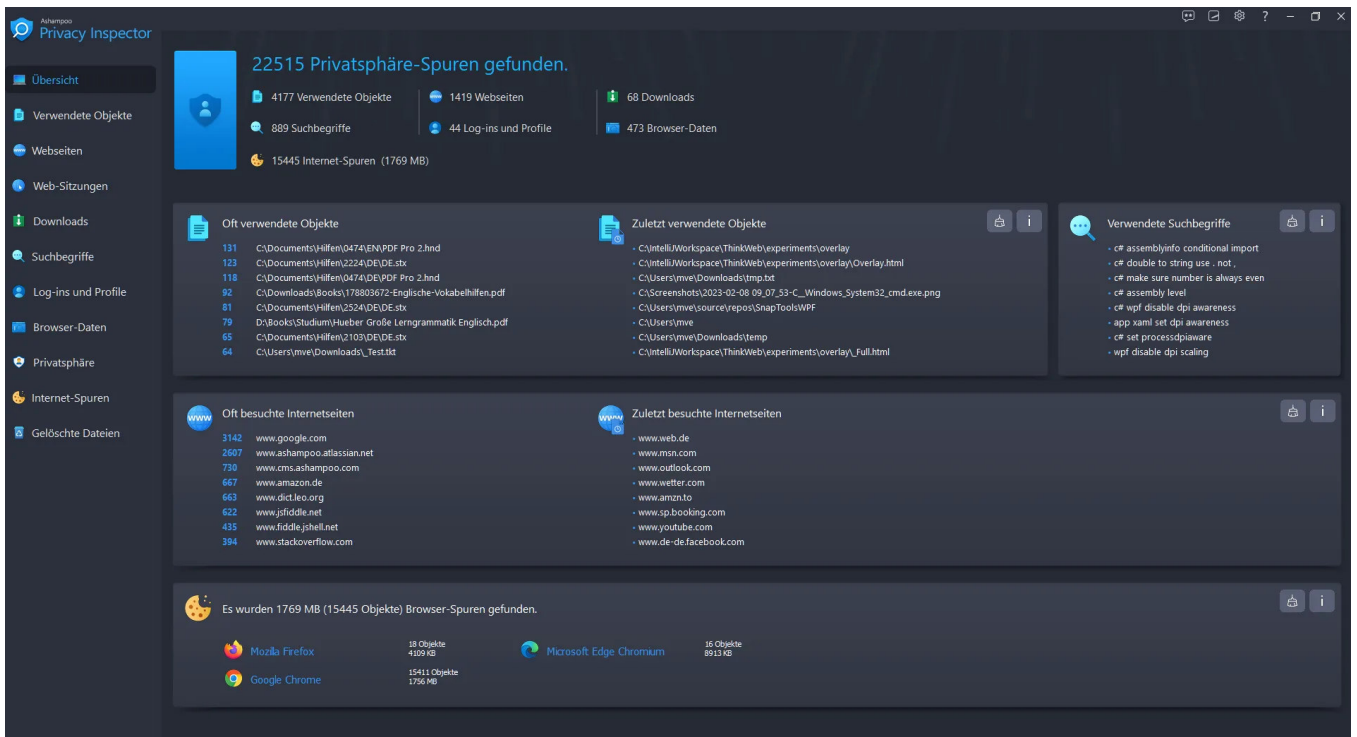 Ashampoo
Privacy Inspector
?
Übersicht
Verwendete Objekte
Webseiten
Web-Sitzungen
Downloads
Suchbegriffe
Log-ins und Profile
Browser-Daten
Privatsphäre
Internet-Spuren
Gelöschte Dateien
22515 Privatsphäre-Spuren gefunden.
4177 Verwendete Objekte
1419 Webseiten
68 Downloads
889 Suchbegriffe
44 Log-ins und Profile
473 Browser-Daten
15445 Internet-Spuren (1769 MB)
Oft verwendete Objekte
131 C:\Documents\Hilfen\0474\EN\PDF Pro 2.hnd
123 C:\Documents\Hilfen\2224\DE\DE.stx
118 C:\Documents\Hilfen\0474\DE\PDF Pro 2.hnd
92 C:\Downloads\Books\178803672-Englische-Vokabelhilfen.pdf
81 C:\Documents\Hilfen\2524\DE\DE.stx
79 D:\Books\Studium\Hueber Große Lerngrammatik Englisch.pdf
65 C:\Documents\Hilfen\2103\DE\DE.stx
64 C:\Users\mve\Downloads\_Test.tkt
Zuletzt verwendete Objekte
- C:\IntelliJWorkspace\ThinkWeb\experiments\overlay
- C:\IntelliJWorkspace\ThinkWeb\experiments\overlay\Overlay.html
- C:\Users\mve\Downloads\tmp.txt
- C:\Screenshots\2023-02-08 09_07_53-C__Windows_System32_cmd.exe.png
- C:\Users\mve\source\repos\SnapToolsWPF
- C:\Users\mve
- C:\Users\mve\Downloads\temp
- C:\IntelliJWorkspace\ThinkWeb\experiments\overlay\_Full.html
i
Verwendete Suchbegriffe
i
- c# assemblyinfo conditional import
- c# double to string use . not ,
- c# make sure number is always even
- c# assembly level
- c# wpf disable dpi awareness
- app xaml set dpi awareness
- c# set processdpiaware
- wpf disable dpi scaling
Oft besuchte Internetseiten
www
3142 www.google.com
2607 www.ashampoo.atlassian.net
730 www.cms.ashampoo.com
667 www.amazon.de
663 www.dict.leo.org
622 www.jsfiddle.net
435 www.fiddle.jshell.net
394 www.stackoverflow.com
Zuletzt besuchte Internetseiten
www
- www.web.de
- www.msn.com
- www.outlook.com
- www.wetter.com
- www.amzn.to
- www.sp.booking.com
- www.youtube.com
- www.de-de.facebook.com
i
Es wurden 1769 MB (15445 Objekte) Browser-Spuren gefunden.
i
Mozilla Firefox
18 Objekte
4109 KB
Microsoft Edge Chromium
16 Objekte
8913 KB
Google Chrome
15411 Objekte
1756 MB